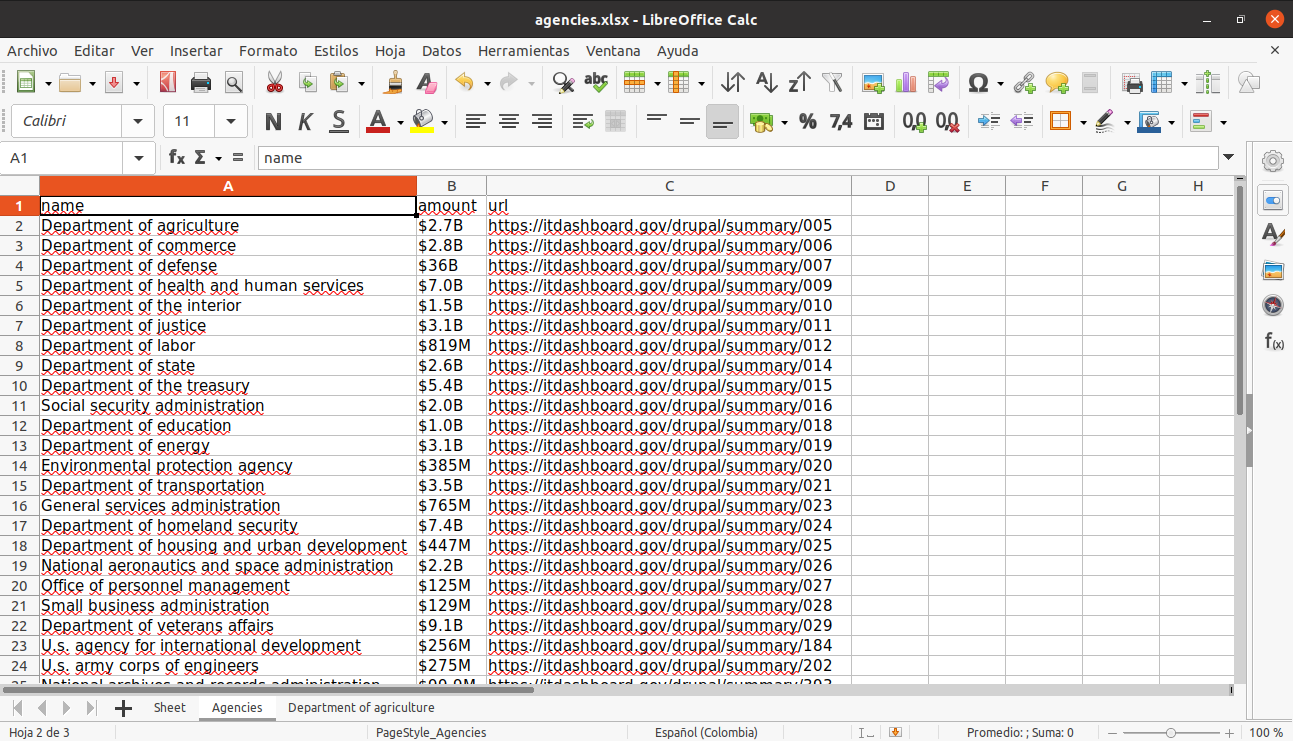 agencies.xlsx - LibreOffice Calc
Archivo Editar Ver Insertar Formato Estilos Hoja Datos Herramientas Ventana Ayuda
abc
Calibri 11 N K S A % 7,4 0,0 0,0
A1 fx Σ = name
A B C D E F G H
1 name amount url
2 Department of agriculture $2.7B https://itdashboard.gov/drupal/summary/005
3 Department of commerce $2.8B https://itdashboard.gov/drupal/summary/006
4 Department of defense $36B https://itdashboard.gov/drupal/summary/007
5 Department of health and human services $7.0B https://itdashboard.gov/drupal/summary/009
6 Department of the interior $1.5B https://itdashboard.gov/drupal/summary/010
7 Department of justice $3.1B https://itdashboard.gov/drupal/summary/011
8 Department of labor $819M https://itdashboard.gov/drupal/summary/012
9 Department of state $2.6B https://itdashboard.gov/drupal/summary/014
10 Department of the treasury $5.4B https://itdashboard.gov/drupal/summary/015
11 Social security administration $2.0B https://itdashboard.gov/drupal/summary/016
12 Department of education $1.0B https://itdashboard.gov/drupal/summary/018
13 Department of energy $3.1B https://itdashboard.gov/drupal/summary/019
14 Environmental protection agency $385M https://itdashboard.gov/drupal/summary/020
15 Department of transportation $3.5B https://itdashboard.gov/drupal/summary/021
16 General services administration $765M https://itdashboard.gov/drupal/summary/023
17 Department of homeland security $7.4B https://itdashboard.gov/drupal/summary/024
18 Department of housing and urban development $447M https://itdashboard.gov/drupal/summary/025
19 National aeronautics and space administration $2.2B https://itdashboard.gov/drupal/summary/026
20 Office of personnel management $125M https://itdashboard.gov/drupal/summary/027
21 Small business administration $129M https://itdashboard.gov/drupal/summary/028
22 Department of veterans affairs $9.1B https://itdashboard.gov/drupal/summary/029
23 U.s. agency for international development $256M https://itdashboard.gov/drupal/summary/184
24 U.s. army corps of engineers $275M https://itdashboard.gov/drupal/summary/202
25 National archives and records administration
Sheet Agencies Department of agriculture
Hoja 2 de 3 PageStyle_Agencies Español (Colombia) Promedio: ; Suma: 0 100 %